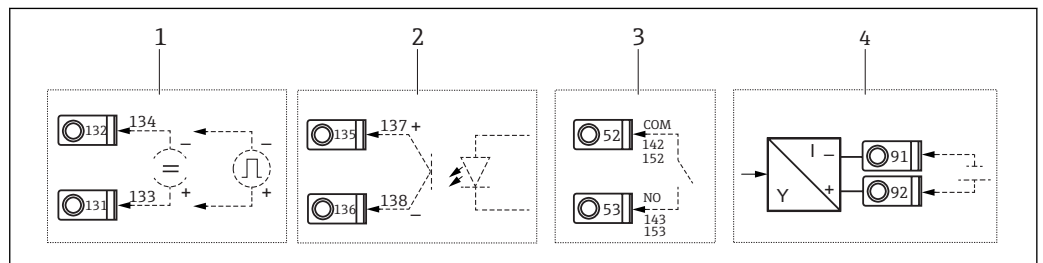 1 2 3 4
132 134 − −
131 133 + +
135 137 +
136 138 −
52 COM
142
152
53 NO
143
153
I − 91
Y + 92